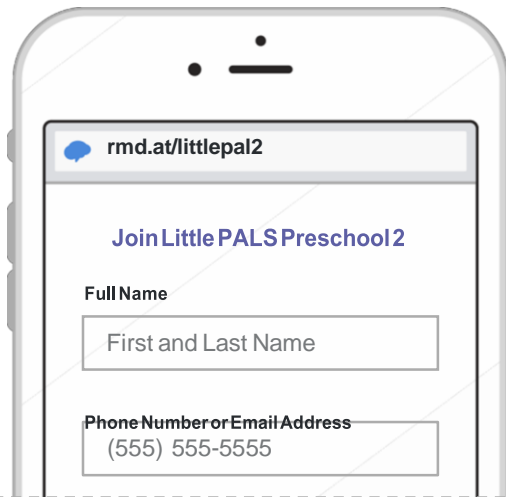 rmd.at/littlepal2
Join Little PALS Preschool 2
Full Name
First and Last Name
Phone Number or Email Address
(555) 555-5555